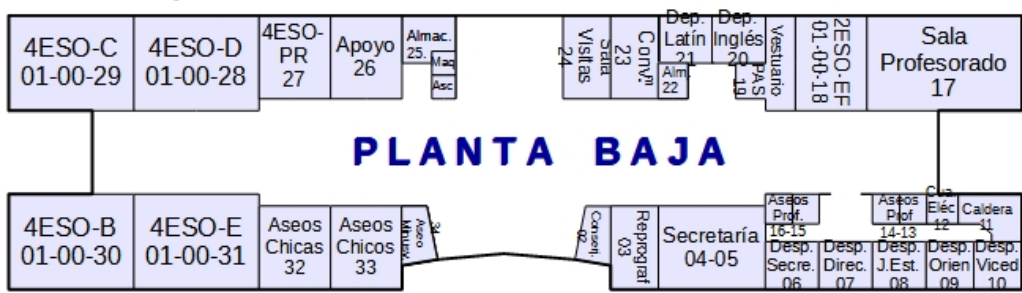 4ESO-C
01-00-29
4ESO-D
01-00-28
4ESO-
PR
27
Apoyo
26
Almac.
25.
Maq
Asc
Sala
Visitas
24
Conv.
23
Dep.
Latín
21
Alm.
22
Dep.
Inglés
20
PAS
19
Vestuario
2ESO-EF
01-00-18
Sala
Profesorado
17
PLANTA BAJA
4ESO-B
01-00-30
4ESO-E
01-00-31
Aseos
Chicas
32
Aseos
Chicos
33
Aseo
34
Conserj.
02
Reprograf
03
Secretaría
04-05
Aseos
Prof.
16-15
Aseos
Prof
14-13
Eléc
12
Caldera
11
Desp.
Secre.
06
Desp.
Direc.
07
Desp.
J.Est.
08
Desp.
Orien
09
Desp.
Viced
10